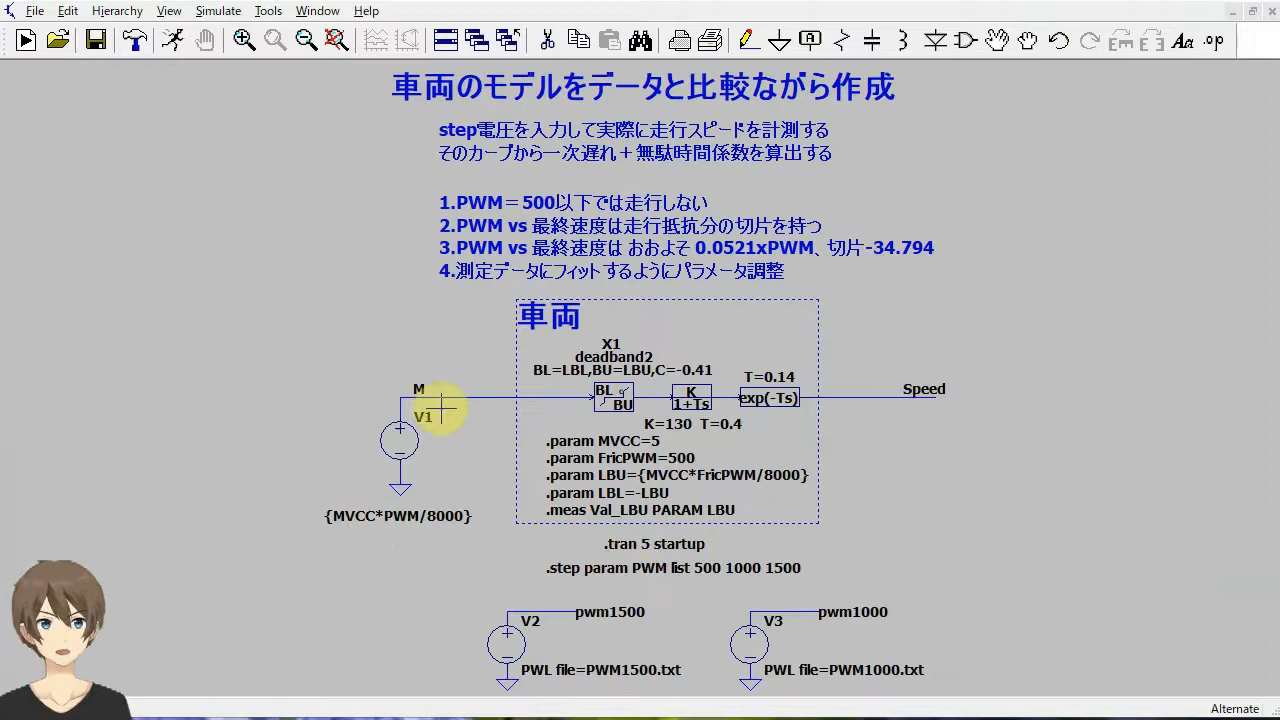 File Edit Hierarchy View Simulate Tools Window Help
A
Aa .op
車両のモデルをデータと比較ながら作成
step電圧を入力して実際に走行スピードを計測する
そのカーブから一次遅れ＋無駄時間係数を算出する
1.PWM＝500以下では走行しない
2.PWM vs 最終速度は走行抵抗分の切片を持つ
3.PWM vs 最終速度は おおよそ 0.0521xPWM、切片-34.794
4.測定データにフィットするようにパラメータ調整
車両
X1
deadband2
BL=LBL,BU=LBU,C=-0.41
T=0.14
M
BL
BU
K
1+Ts
exp(-Ts)
Speed
V1
K=130 T=0.4
.param MVCC=5
.param FricPWM=500
.param LBU={MVCC*FricPWM/8000}
.param LBL=-LBU
.meas Val_LBU PARAM LBU
{MVCC*PWM/8000}
.tran 5 startup
.step param PWM list 500 1000 1500
pwm1500
V2
PWL file=PWM1500.txt
pwm1000
V3
PWL file=PWM1000.txt
Alternate